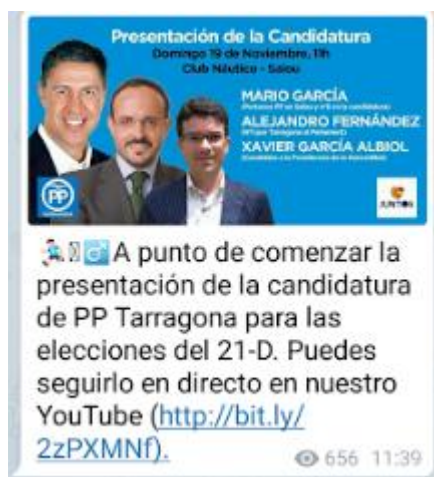 Presentación de la Candidatura
Domingo 19 de Noviembre, 11h
Club Náutico - Salou
MARIO GARCÍA
ALEJANDRO FERNÁNDEZ
XAVIER GARCÍA ALBIOL
PP
A punto de comenzar la
presentación de la candidatura
de PP Tarragona para las
elecciones del 21-D. Puedes
seguirlo en directo en nuestro
YouTube (http://bit.ly/
2zPXMNf).
656 11:39